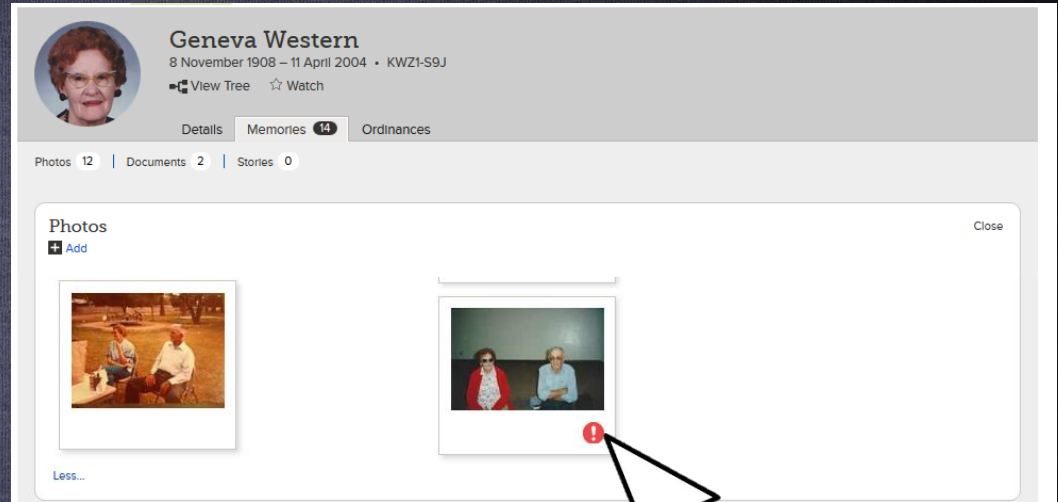 Geneva Western
8 November 1908 – 11 April 2004 • KWZ1-S9J
View Tree Watch
Details Memories 14 Ordinances
Photos 12 | Documents 2 | Stories 0
Photos Close
Add
Less...